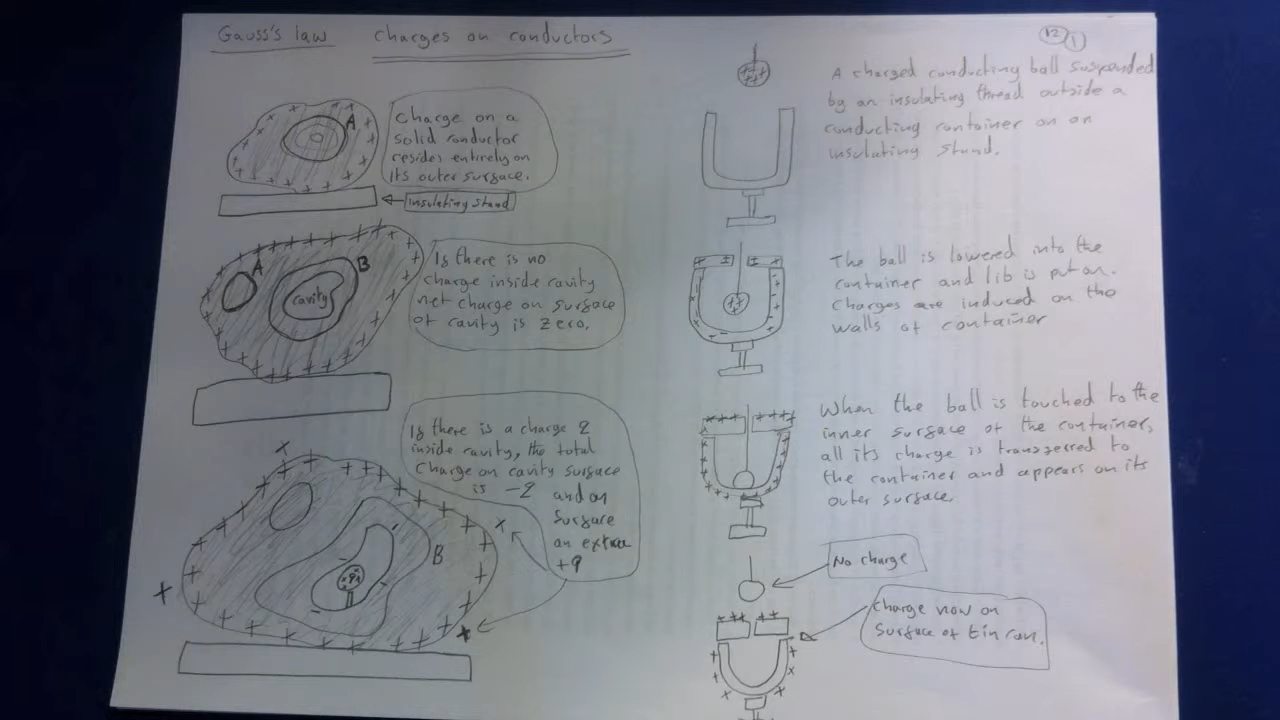 Gauss's law    Charges on conductors
12 1
A
Charge on a
solid conductor
resides entirely on
its outer surface.
Insulating stand
A B
cavity
If there is no
charge inside cavity
net charge on surface
of cavity is zero.
If there is a charge q
inside cavity, the total
charge on cavity surface
is -q and on
surface
an extra
+q
B
A charged conducting ball suspended
by an insulating thread outside a
conducting container on an
insulating stand.
The ball is lowered into the
container and lib is put on.
Charges are induced on the
walls of container
When the ball is touched to the
inner surface of the container,
all its charge is transferred to
the container and appears on its
outer surface.
No charge
Charge now on
surface of tin can.